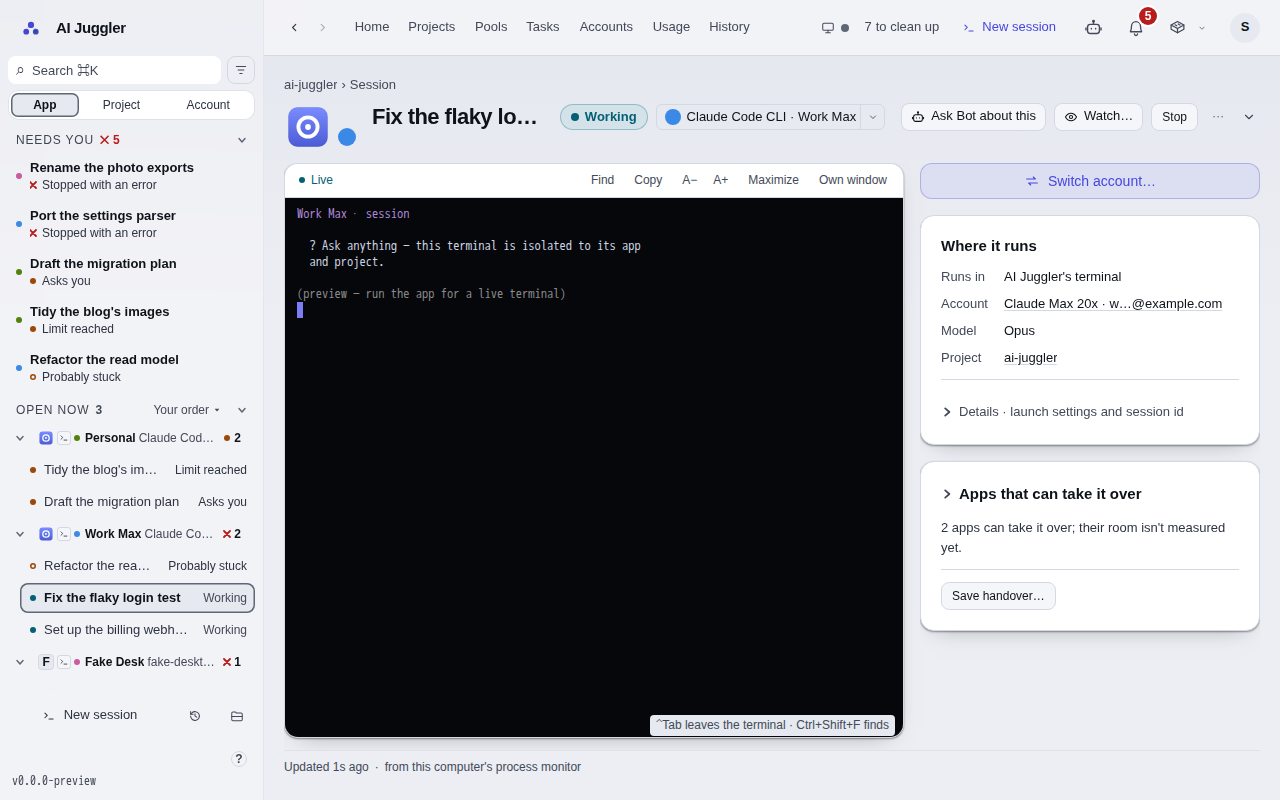 AI Juggler
Search ⌘K
App Project Account
NEEDS YOU 5
Rename the photo exports
Stopped with an error
Port the settings parser
Stopped with an error
Draft the migration plan
Asks you
Tidy the blog's images
Limit reached
Refactor the read model
Probably stuck
OPEN NOW 3 Your order
Personal Claude Cod… 2
Tidy the blog's im… Limit reached
Draft the migration plan Asks you
Work Max Claude Co… 2
Refactor the rea… Probably stuck
Fix the flaky login test Working
Set up the billing webh… Working
F Fake Desk fake-deskt… 1
New session
?
v0.0.0-preview
Home Projects Pools Tasks Accounts Usage History 7 to clean up New session 5 S
ai-juggler › Session
Fix the flaky lo… Working Claude Code CLI · Work Max Ask Bot about this Watch… Stop ···
Live Find Copy A− A+ Maximize Own window
Work Max · session
? Ask anything — this terminal is isolated to its app
and project.
(preview — run the app for a live terminal)
^Tab leaves the terminal · Ctrl+Shift+F finds
Switch account…
Where it runs
Runs in AI Juggler's terminal
Account Claude Max 20x · w…@example.com
Model Opus
Project ai-juggler
Details · launch settings and session id
Apps that can take it over
2 apps can take it over; their room isn't measured
yet.
Save handover…
Updated 1s ago · from this computer's process monitor